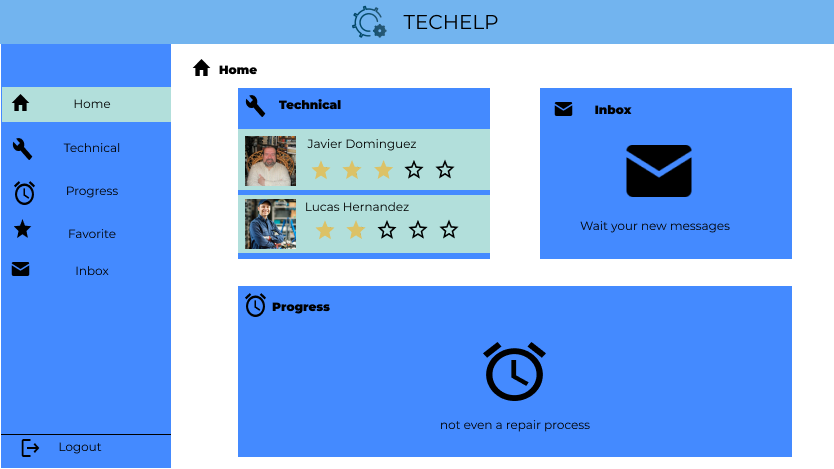 TECHELP
Home
Technical
Progress
Favorite
Inbox
Logout
Home
Technical
Javier Dominguez
Lucas Hernandez
Inbox
Wait your new messages
Progress
not even a repair process